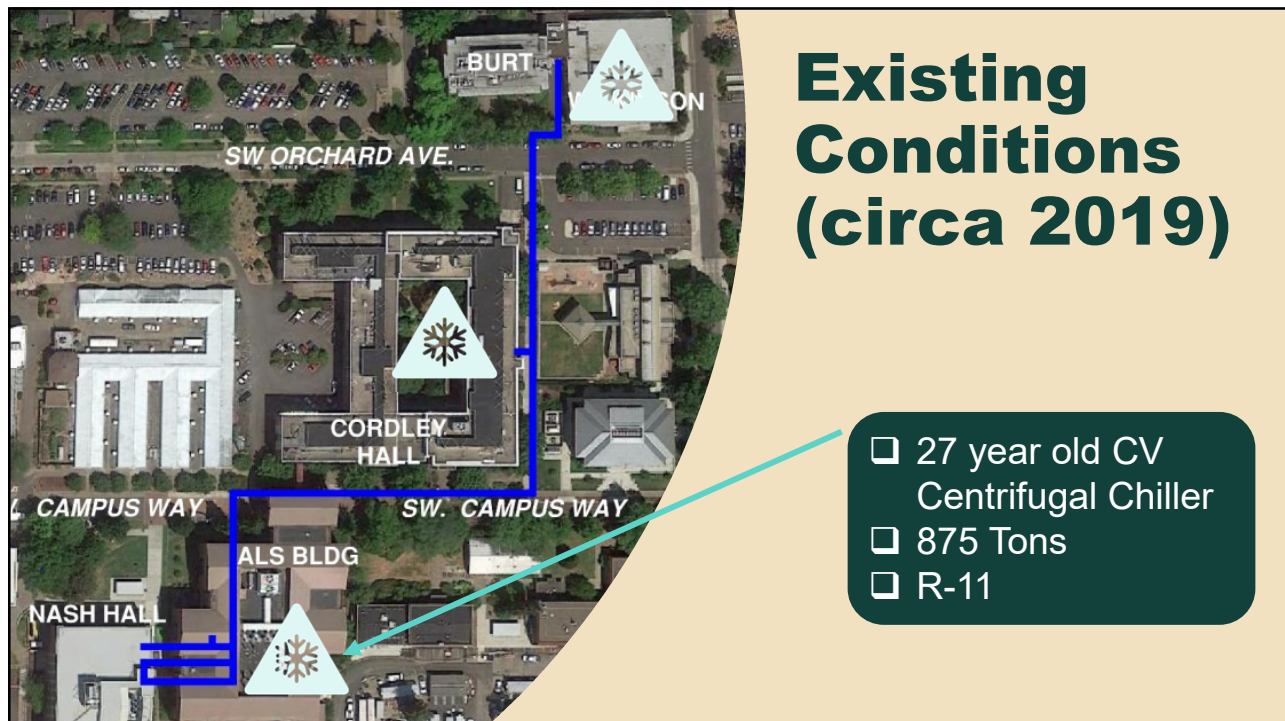 Existing
Conditions
(circa 2019)
BURT
SW ORCHARD AVE.
CORDLEY
HALL
CAMPUS WAY
SW. CAMPUS WAY
ALS BLDG
NASH HALL
❑ 27 year old CV
Centrifugal Chiller
❑ 875 Tons
❑ R-11